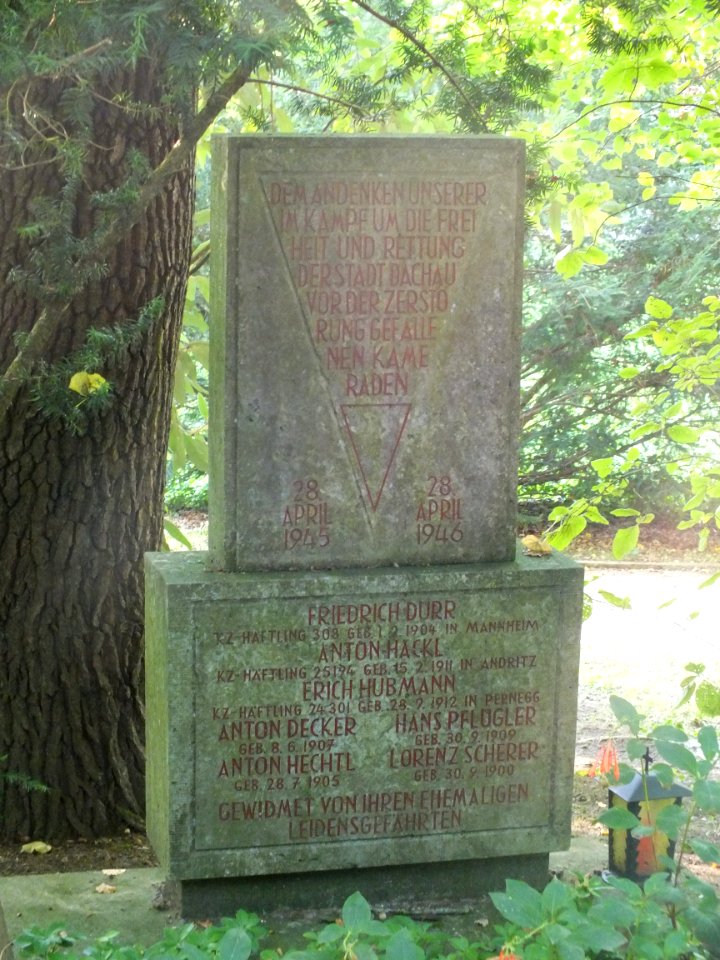 DEM ANDENKEN UNSERER
IM KAMPF UM DIE FREI
HEIT UND RETTUNG
DER STADT DACHAU
VOR DER ZERSTÖ
RUNG GEFALLE
NEN KAME
RADEN
28.
APRIL
1945
28.
APRIL
1946
FRIEDRICH DÜRR
KZ-HÄFTLING 308 GEB. 1. 2. 1904 IN MANNHEIM
ANTON HACKL
KZ-HÄFTLING 25194 GEB. 15. 2. 1911 IN ANDRITZ
ERICH HUBMANN
KZ-HÄFTLING 24301 GEB. 28. 9. 1912 IN PERNEGG
ANTON DECKER
GEB. 8. 6. 1907
HANS PFLÜGLER
GEB. 30. 9. 1909
ANTON HECHTL
GEB. 28. 7. 1905
LORENZ SCHERER
GEB. 30. 9. 1900
GEWIDMET VON IHREN EHEMALIGEN
LEIDENSGEFÄHRTEN